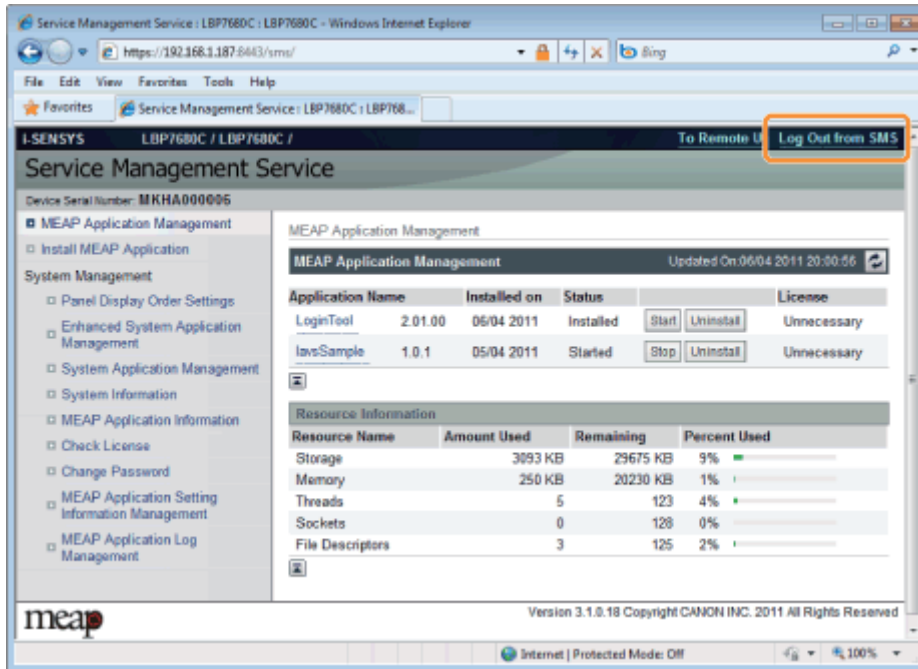 Service Management Service : LBP7680C : LBP7680C - Windows Internet Explorer
https://192.168.1.187:8443/sms/
Bing
File Edit View Favorites Tools Help
Favorites
Service Management Service : LBP7680C : LBP768...
i-SENSYS LBP7680C / LBP7680C /
To Remote U
Log Out from SMS
Service Management Service
Device Serial Number: MKHA000006
MEAP Application Management
Install MEAP Application
System Management
Panel Display Order Settings
Enhanced System Application
Management
System Application Management
System Information
MEAP Application Information
Check License
Change Password
MEAP Application Setting
Information Management
MEAP Application Log
Management
MEAP Application Management
MEAP Application Management Updated On:06/04 2011 20:00:56
Application Name Installed on Status License
LoginTool 2.01.00 06/04 2011 Installed Start Uninstall Unnecessary
IavsSample 1.0.1 05/04 2011 Started Stop Uninstall Unnecessary
Resource Information
Resource Name Amount Used Remaining Percent Used
Storage 3093 KB 29675 KB 9%
Memory 250 KB 20230 KB 1%
Threads 5 123 4%
Sockets 0 128 0%
File Descriptors 3 125 2%
meap
Version 3.1.0.18 Copyright CANON INC. 2011 All Rights Reserved
Internet | Protected Mode: Off
100%